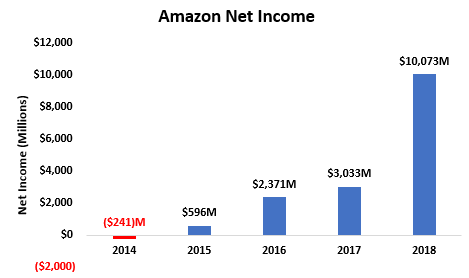 Amazon Net Income
Net Income (Millions)
$12,000
$10,000
$8,000
$6,000
$4,000
$2,000
$0
($2,000)
($241)M
$596M
$2,371M
$3,033M
$10,073M
2014 2015 2016 2017 2018